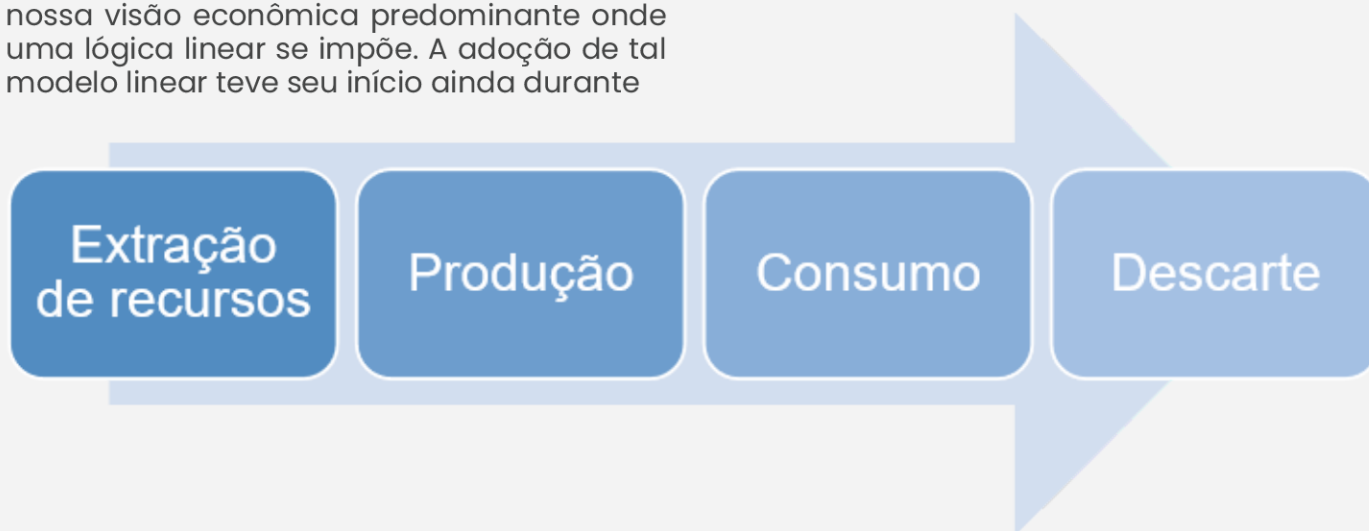 nossa visão econômica predominante onde
uma lógica linear se impõe. A adoção de tal
modelo linear teve seu início ainda durante
Extração
de recursos
Produção
Consumo
Descarte